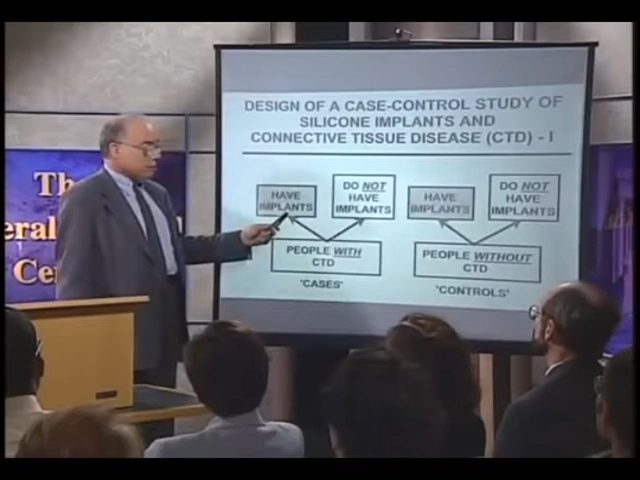 Th
eral
Cen
DESIGN OF A CASE-CONTROL STUDY OF
SILICONE IMPLANTS AND
CONNECTIVE TISSUE DISEASE (CTD) - I
HAVE
IMPLANTS
DO NOT
HAVE
IMPLANTS
HAVE
IMPLANTS
DO NOT
HAVE
IMPLANTS
PEOPLE WITH
CTD
PEOPLE WITHOUT
CTD
'CASES'
'CONTROLS'